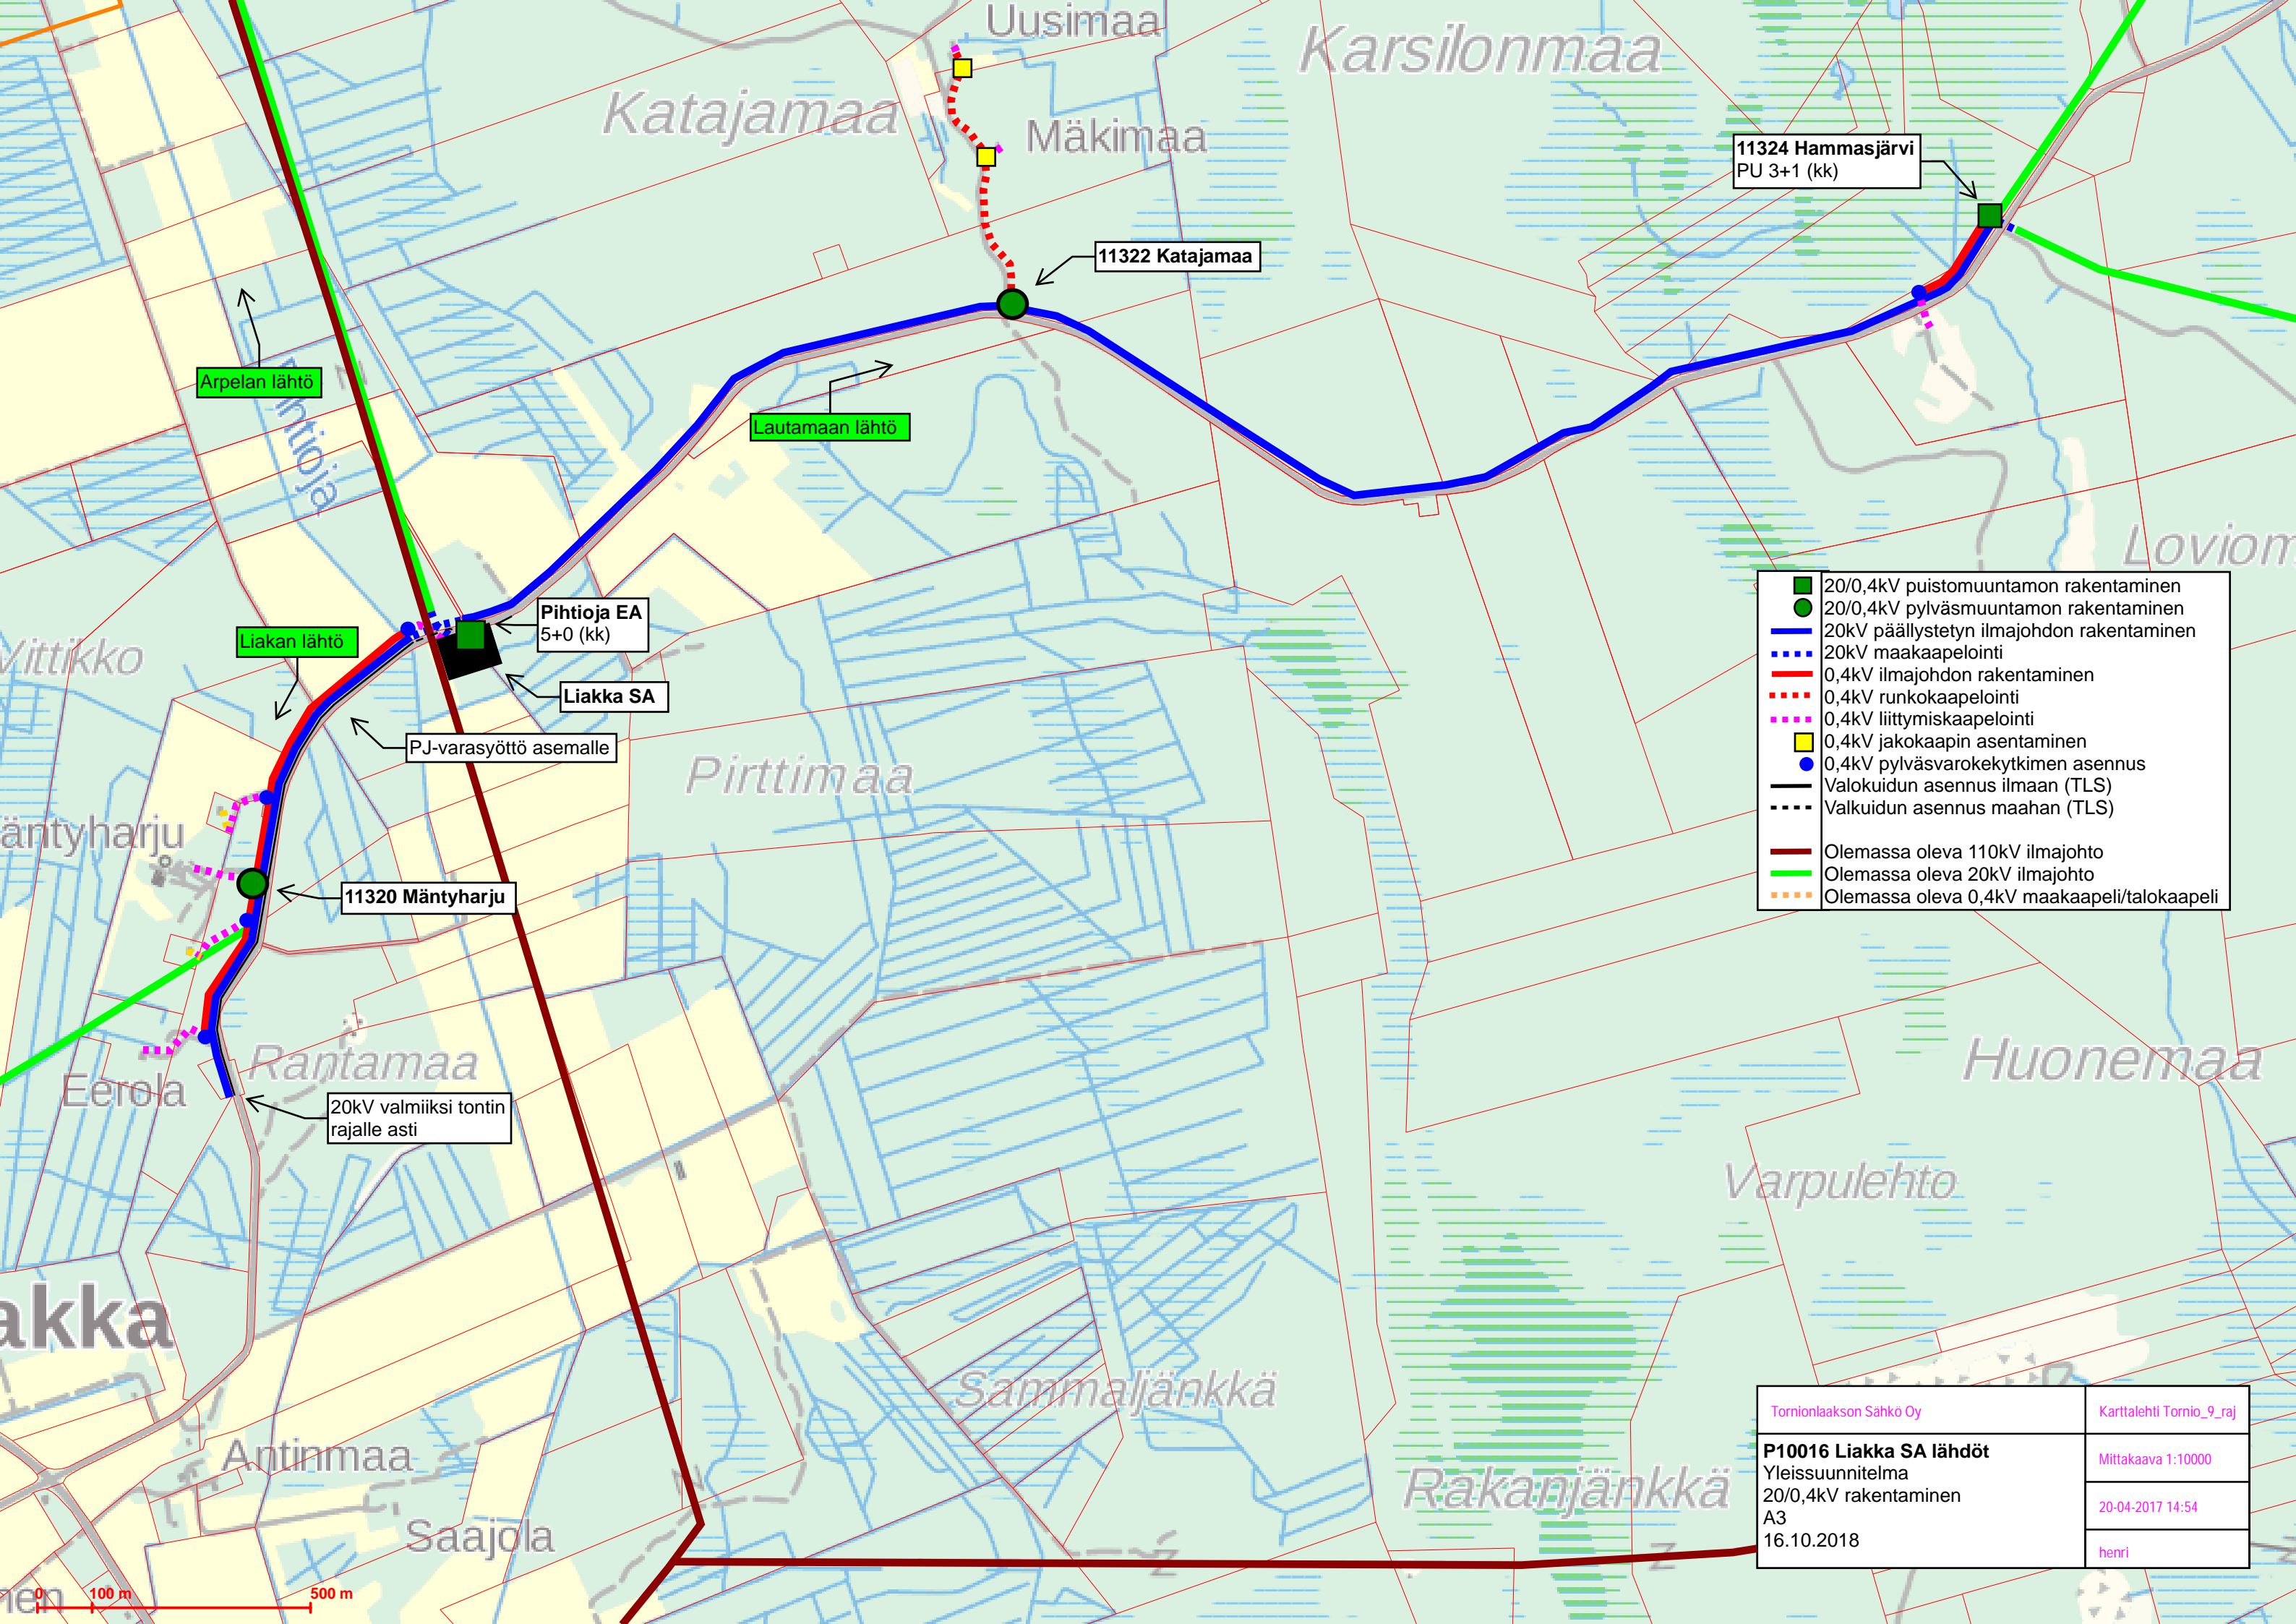 Uusimaa
Karsilonmaa
Katajamaa
Mäkimaa
11324 Hammasjärvi
PU 3+1 (kk)
11322 Katajamaa
Arpelan lähtö
Lautamaan lähtö
Loviom
Pihtioja EA
5+0 (kk)
Liakan lähtö
Vittikko
Liakka SA
PJ-varasyöttö asemalle
Pirttimaa
20/0,4kV puistomuuntamon rakentaminen
20/0,4kV pylväsmuuntamon rakentaminen
20kV päällystetyn ilmajohdon rakentaminen
20kV maakaapelointi
0,4kV ilmajohdon rakentaminen
0,4kV runkokaapelointi
0,4kV liittymiskaapelointi
0,4kV jakokaapin asentaminen
0,4kV pylväsvarokekytkimen asennus
Valokuidun asennus ilmaan (TLS)
Valkuidun asennus maahan (TLS)
Olemassa oleva 110kV ilmajohto
Olemassa oleva 20kV ilmajohto
Olemassa oleva 0,4kV maakaapeli/talokaapeli
äntyharju
11320 Mäntyharju
Rantamaa
Eerola
20kV valmiiksi tontin
rajalle asti
Huonemaa
Varpulehto
akka
Sammaljänkkä
Rakanjänkkä
Antinmaa
Saajola
nen
0 100 m 500 m
Tornionlaakson Sähkö Oy
Karttalehti Tornio_9_raj
P10016 Liakka SA lähdöt
Yleissuunnitelma
20/0,4kV rakentaminen
A3
16.10.2018
Mittakaava 1:10000
20-04-2017 14:54
henri